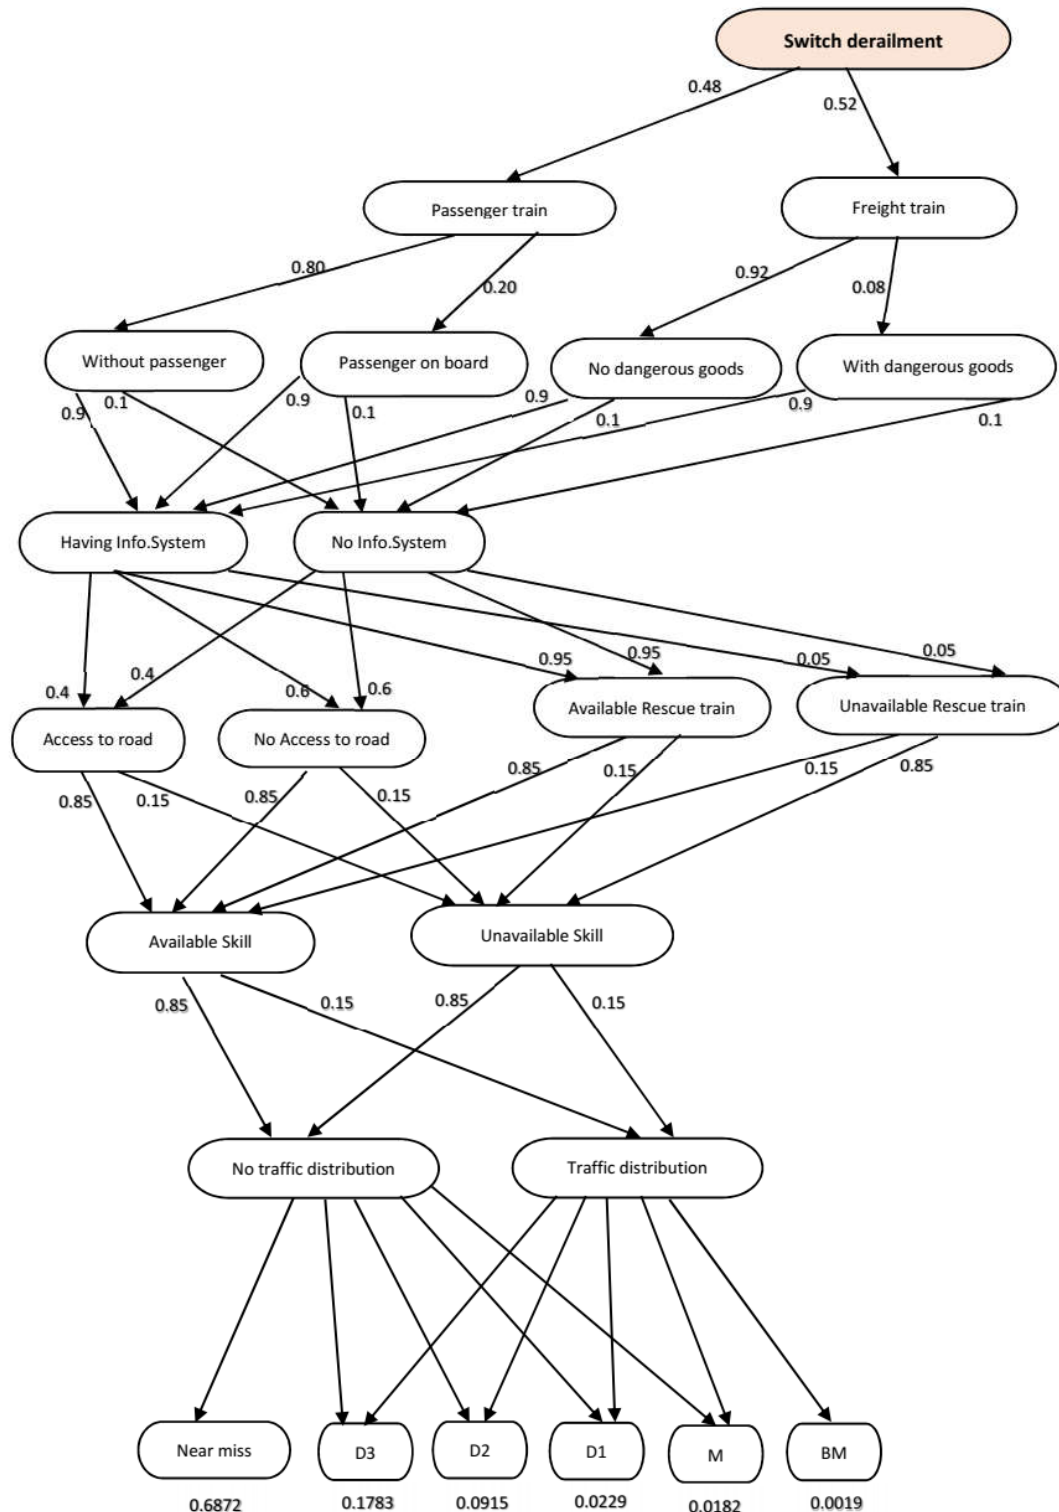 Switch derailment
0.48
0.52
Passenger train
Freight train
0.80
0.20
0.92
0.08
Without passenger
Passenger on board
No dangerous goods
With dangerous goods
0.9
0.1
0.9
0.1
0.9
0.1
0.9
0.1
Having Info.System
No Info.System
0.4
0.4
0.6
0.6
0.95
0.95
0.05
0.05
Access to road
No Access to road
Available Rescue train
Unavailable Rescue train
0.85
0.15
0.85
0.15
0.85
0.15
0.15
0.85
Available Skill
Unavailable Skill
0.85
0.15
0.85
0.15
No traffic distribution
Traffic distribution
Near miss
D3
D2
D1
M
BM
0.6872
0.1783
0.0915
0.0229
0.0182
0.0019